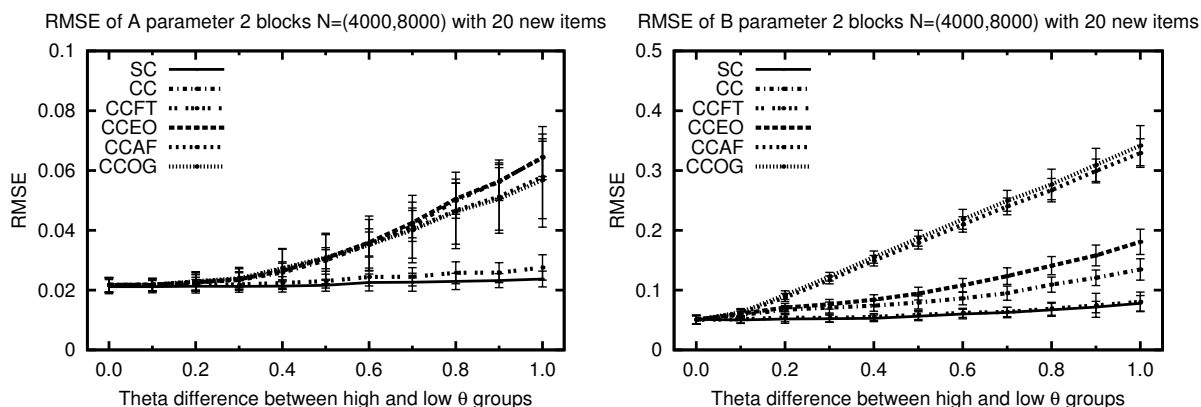 RMSE of A parameter 2 blocks N=(4000,8000) with 20 new items
0.1
0.08
0.06
0.04
0.02
0
RMSE
SC
CC
CCFT
CCEO
CCAF
CCOG
0.0 0.2 0.4 0.6 0.8 1.0
Theta difference between high and low θ groups
RMSE of B parameter 2 blocks N=(4000,8000) with 20 new items
0.5
0.4
0.3
0.2
0.1
0
RMSE
SC
CC
CCFT
CCEO
CCAF
CCOG
0.0 0.2 0.4 0.6 0.8 1.0
Theta difference between high and low θ groups